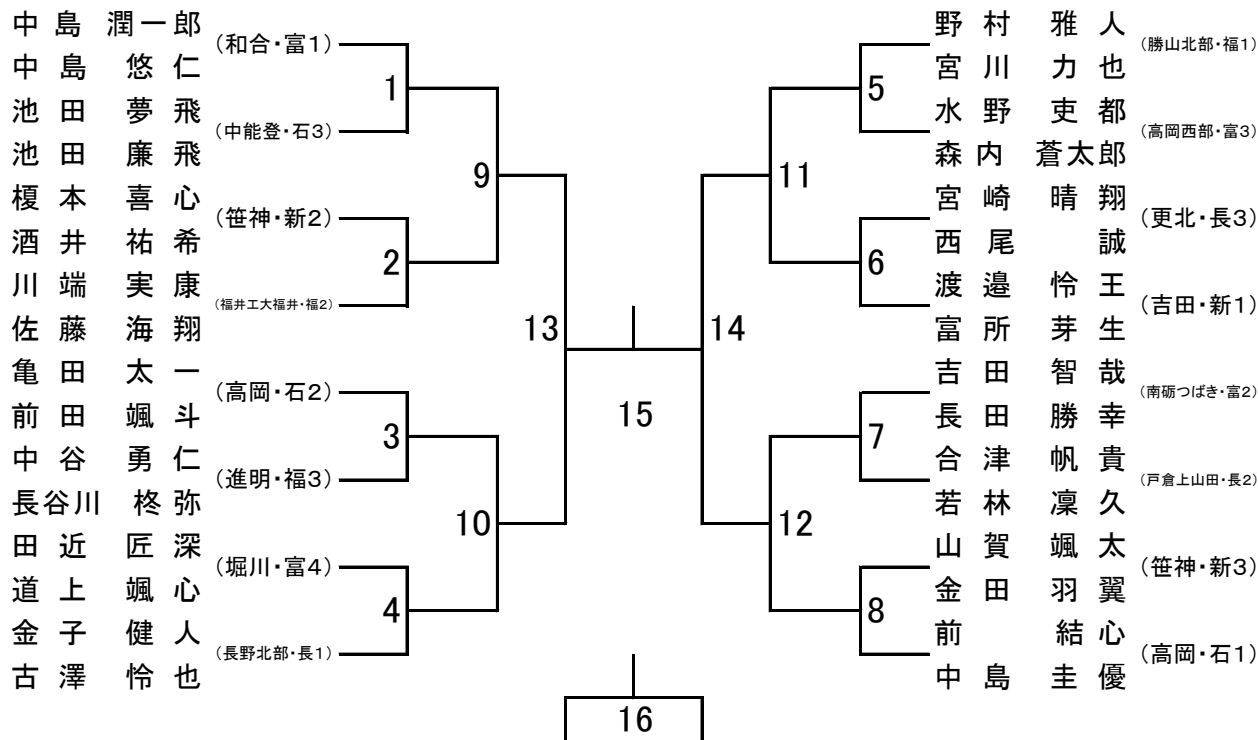 中島 潤一郎
(和合・富1)
中島 悠仁
1
池田 夢飛
(中能登・石3)
池田 廉飛
9
榎本 喜心
(笹神・新2)
酒井 祐希
2
川端 実康
(福井工大福井・福2)
佐藤 海翔
13
亀田 太一
(高岡・石2)
前田 颯斗
3
中谷 勇仁
(進明・福3)
長谷川 柊弥
10
田近 匠深
(堀川・富4)
道上 颯心
4
金子 健人
(長野北部・長1)
古澤 怜也
15
16
野村 雅人
(勝山北部・福1)
宮川 力也
5
水野 吏都
(高岡西部・富3)
森内 蒼太郎
11
宮崎 晴翔
(更北・長3)
西尾 誠
6
渡邉 怜王
(吉田・新1)
富所 芽生
14
吉田 智哉
(南砺つばき・富2)
長田 勝幸
7
合津 帆貴
(戸倉上山田・長2)
若林 凜久
12
山賀 颯太
(笹神・新3)
金田 羽翼
8
前 結心
(高岡・石1)
中島 圭優